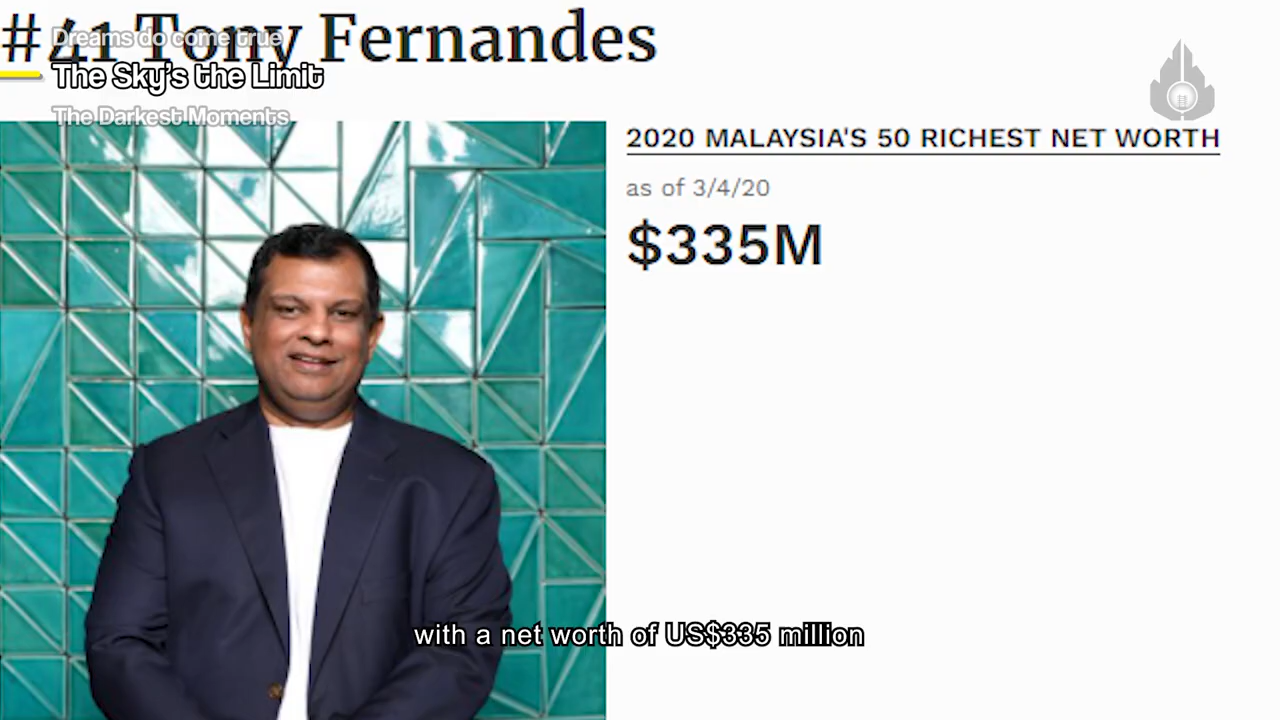 #41 Tony Fernandes
Dreams do come true
The Sky's the Limit
The Darkest Moments
2020 MALAYSIA'S 50 RICHEST NET WORTH
as of 3/4/20
$335M
with a net worth of US$335 million